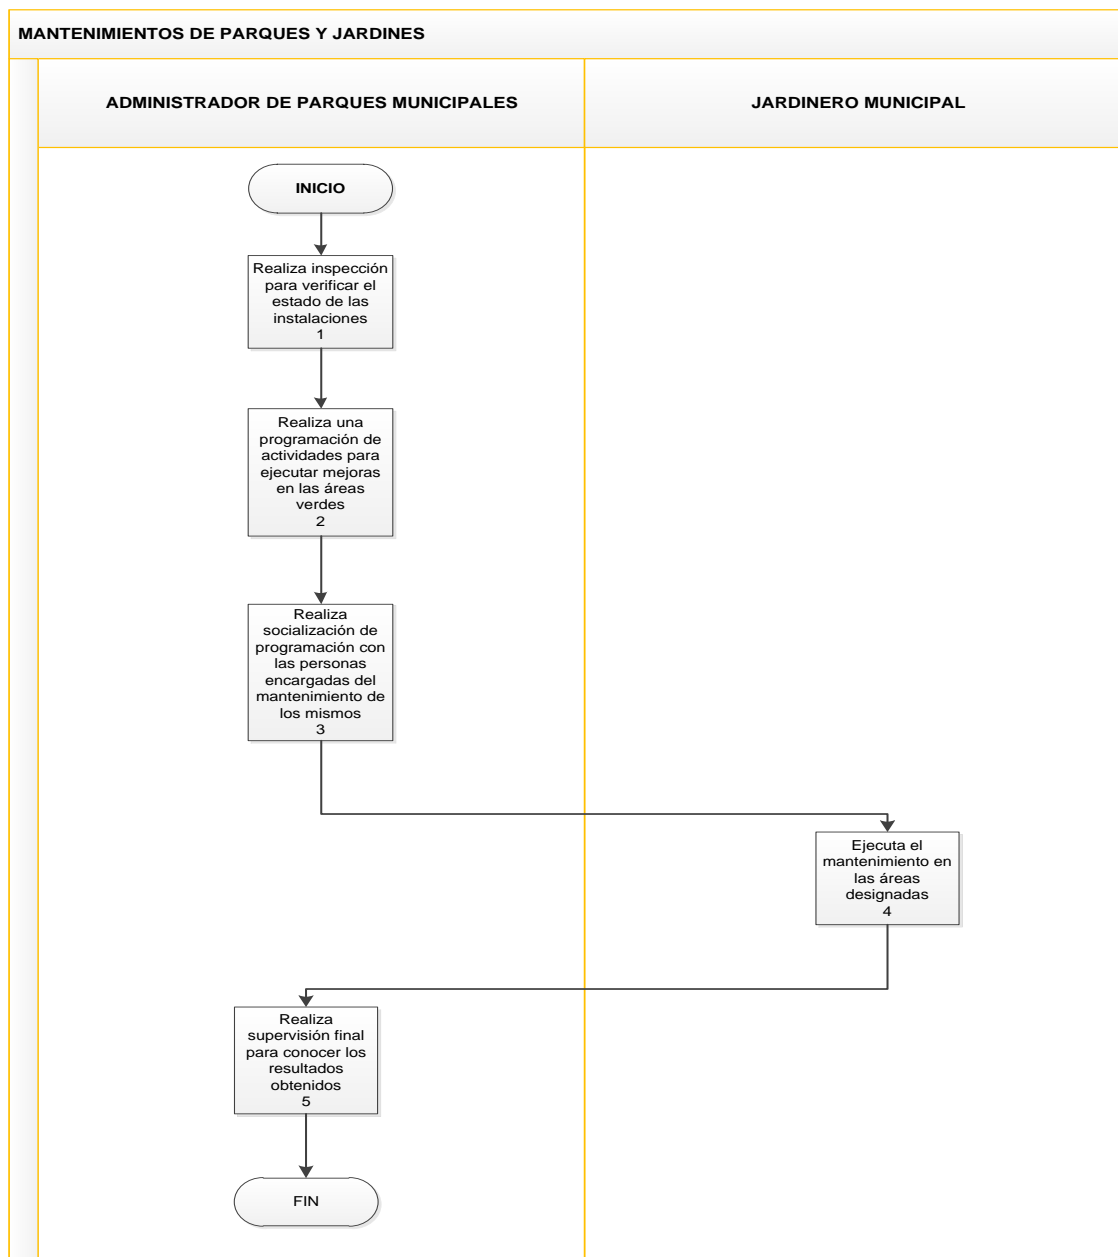 MANTENIMIENTOS DE PARQUES Y JARDINES
ADMINISTRADOR DE PARQUES MUNICIPALES
JARDINERO MUNICIPAL
INICIO
Realiza inspección
para verificar el
estado de las
instalaciones
1
Realiza una
programación de
actividades para
ejecutar mejoras
en las áreas
verdes
2
Realiza
socialización de
programación con
las personas
encargadas del
mantenimiento de
los mismos
3
Ejecuta el
mantenimiento en
las áreas
designadas
4
Realiza
supervisión final
para conocer los
resultados
obtenidos
5
FIN